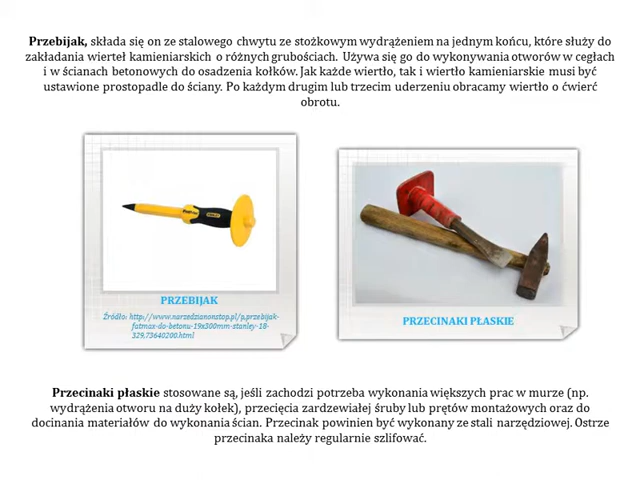 Przebijak, składa się on ze stalowego chwytu ze stożkowym wydrążeniem na jednym końcu, które służy do
zakładania wierteł kamieniarskich o różnych grubościach. Używa się go do wykonywania otworów w cegłach
i w ścianach betonowych do osadzenia kołków. Jak każde wiertło, tak i wiertło kamieniarskie musi być
ustawione prostopadle do ściany. Po każdym drugim lub trzecim uderzeniu obracamy wiertło o ćwierć
obrotu.
PRZEBIJAK
Źródło: http://www.narzedzianonstop.pl/p,przebijak-
fatmax-do-betonu-19x300mm-stanley-18-
329,73640200.html
PRZECINAKI PŁASKIE
Przecinaki płaskie stosowane są, jeśli zachodzi potrzeba wykonania większych prac w murze (np.
wydrążenia otworu na duży kołek), przecięcia zardzewiałej śruby lub prętów montażowych oraz do
docinania materiałów do wykonania ścian. Przecinak powinien być wykonany ze stali narzędziowej. Ostrze
przecinaka należy regularnie szlifować.